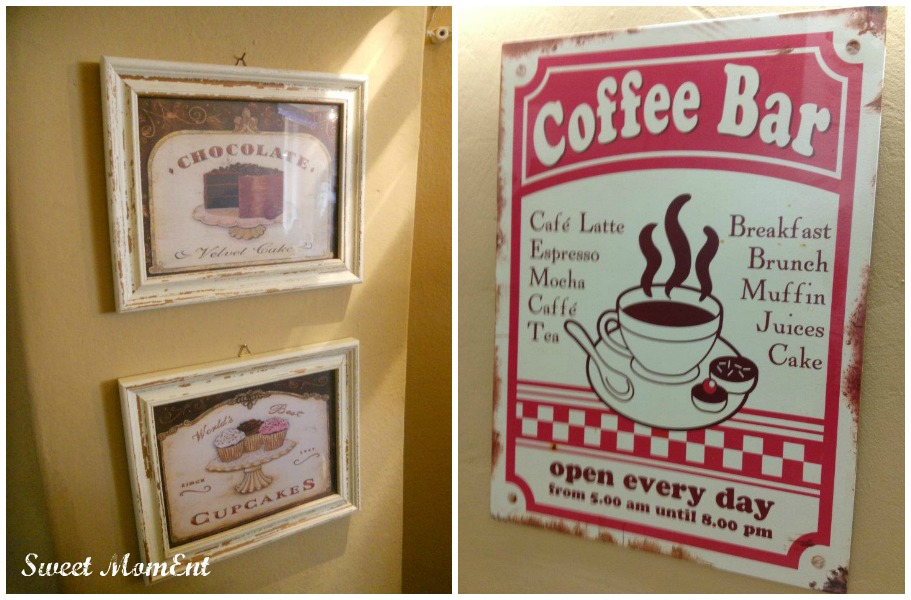 CHOCOLATE
Velvet Cake
World's Best
SINCE
CUPCAKES
Sweet MomEnt
Coffee Bar
Café Latte
Espresso
Mocha
Caffé
Tea
Breakfast
Brunch
Muffin
Juices
Cake
open every day
from 5.00 am until 8.00 pm